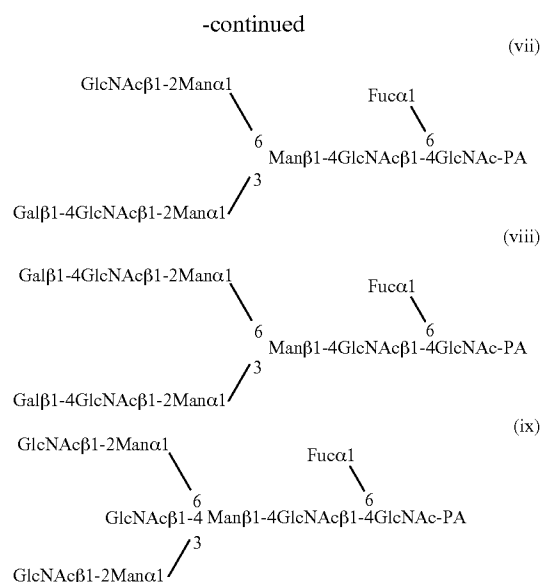 -continued
(vii)
GlcNAcβ1-2Manα1
Fucα1
6
6
Manβ1-4GlcNAcβ1-4GlcNAc-PA
3
Galβ1-4GlcNAcβ1-2Manα1
(viii)
Galβ1-4GlcNAcβ1-2Manα1
Fucα1
6
6
Manβ1-4GlcNAcβ1-4GlcNAc-PA
3
Galβ1-4GlcNAcβ1-2Manα1
(ix)
GlcNAcβ1-2Manα1
Fucα1
6
6
GlcNAcβ1-4 Manβ1-4GlcNAcβ1-4GlcNAc-PA
3
GlcNAcβ1-2Manα1